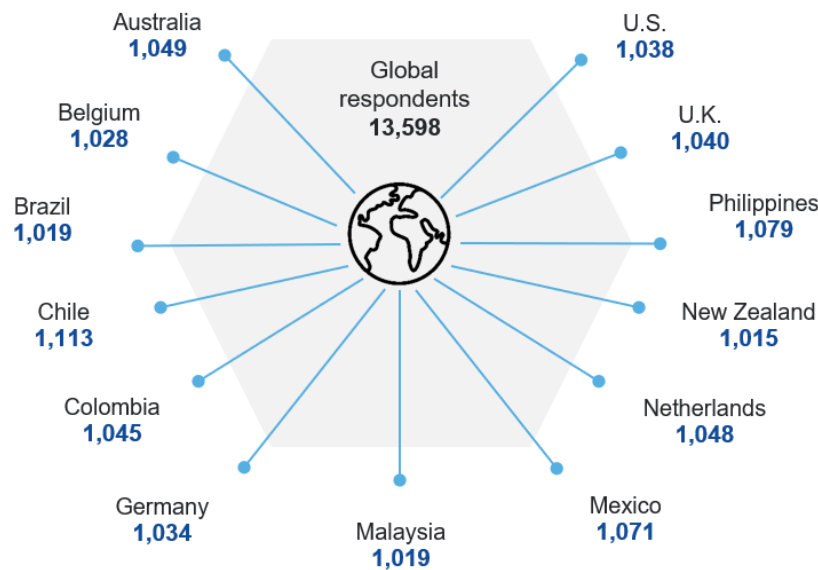 Global
respondents
13,598
Australia
1,049
Belgium
1,028
Brazil
1,019
Chile
1,113
Colombia
1,045
Germany
1,034
Malaysia
1,019
Mexico
1,071
Netherlands
1,048
New Zealand
1,015
Philippines
1,079
U.K.
1,040
U.S.
1,038